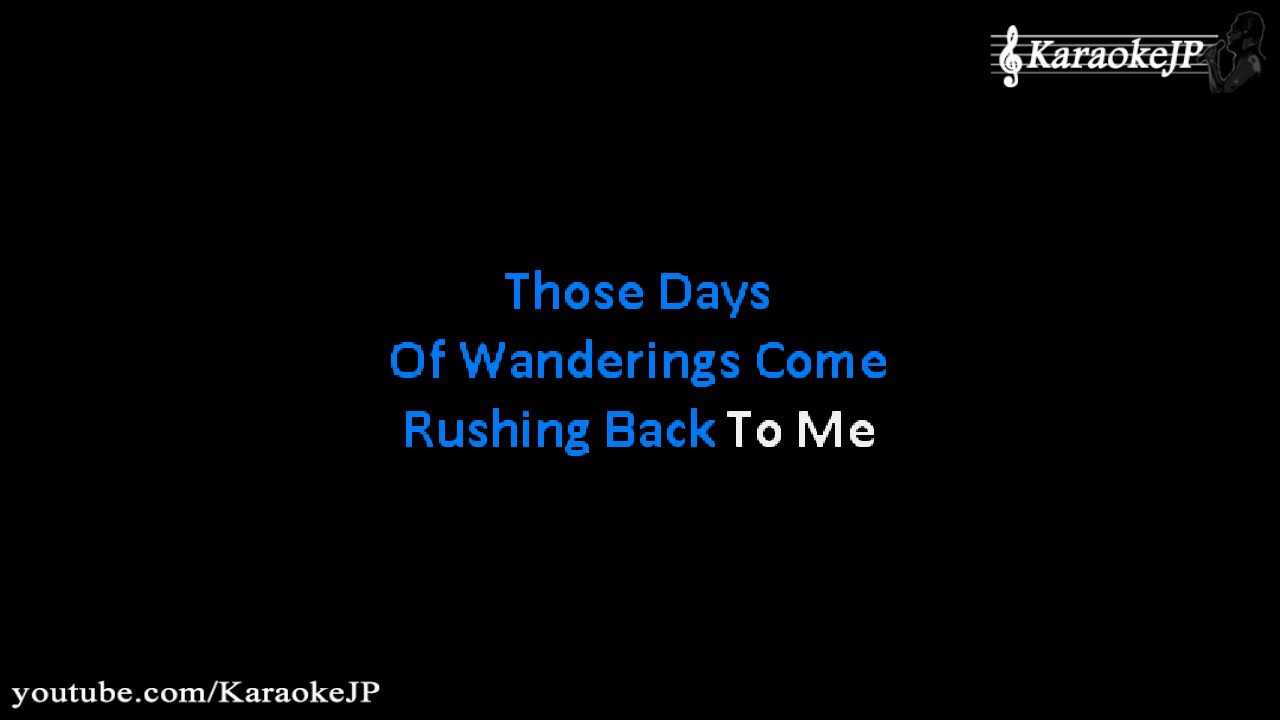 KaraokeJP
Those Days
Of Wanderings Come
Rushing Back To Me
youtube.com/KaraokeJP